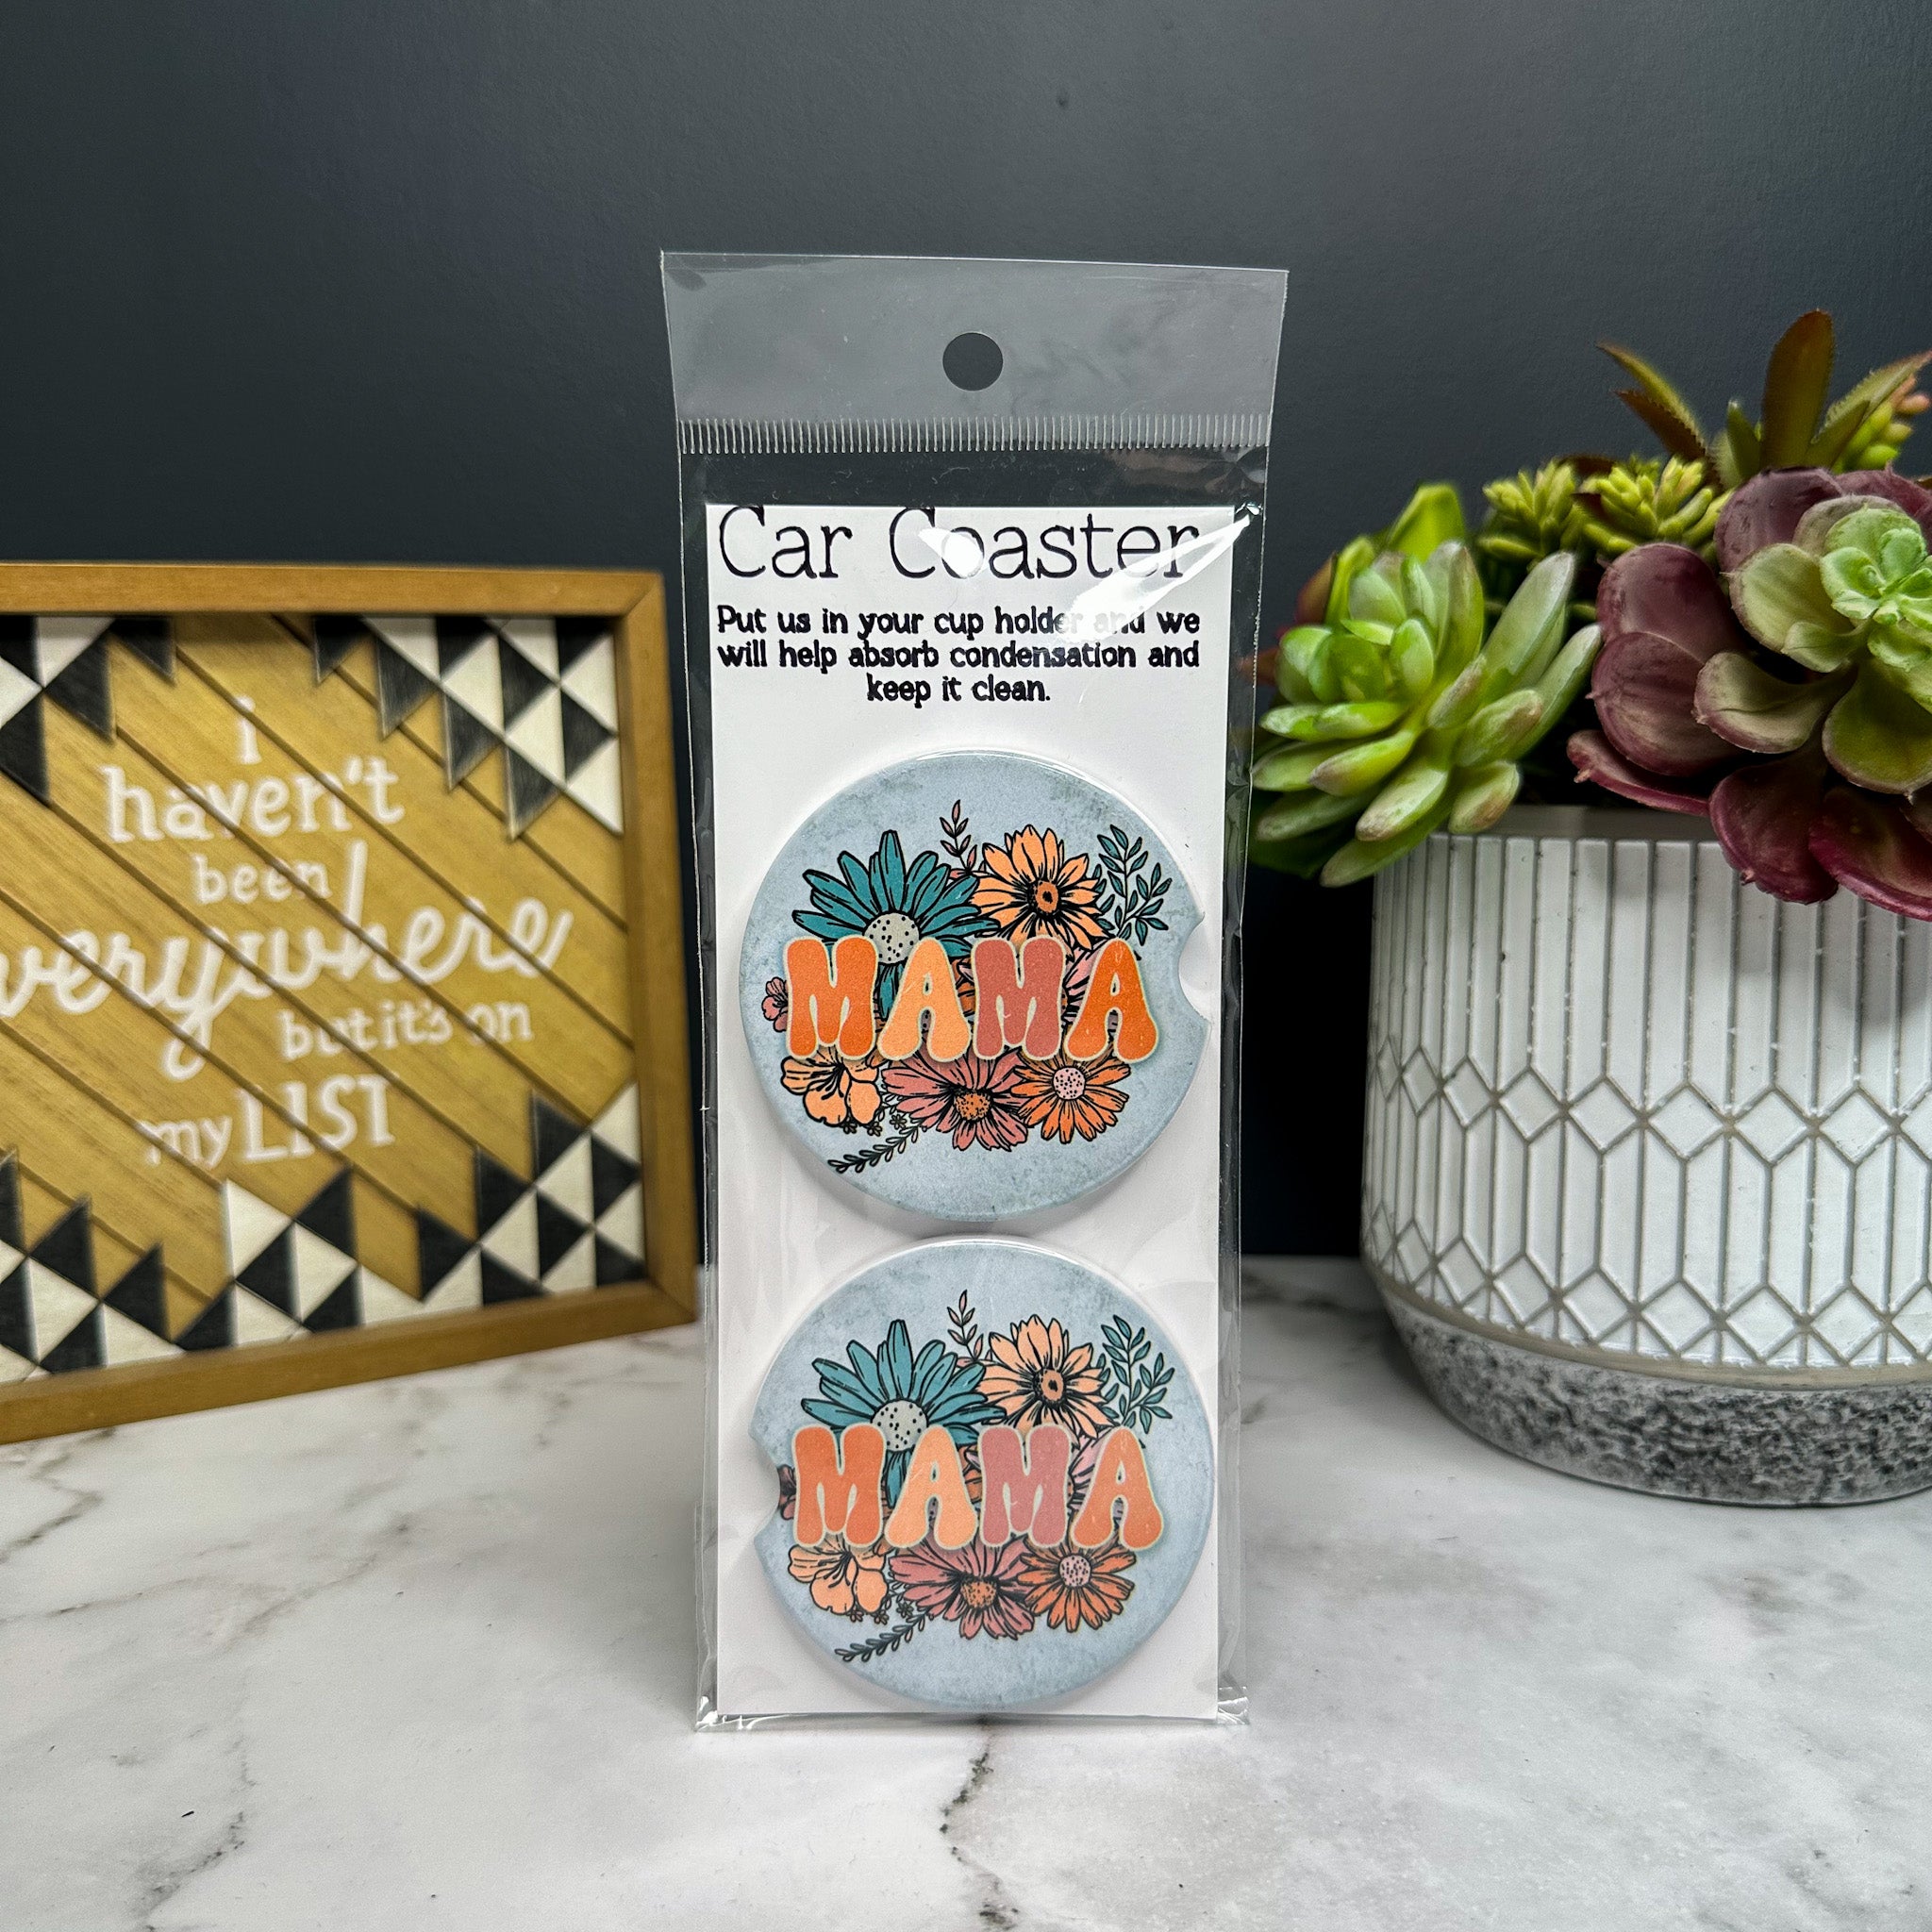 Car Coaster
Put us in your cup holder and we
will help absorb condensation and
keep it clean.
MAMA
MAMA
i
haven't
been
everywhere
but it's on
my LIST